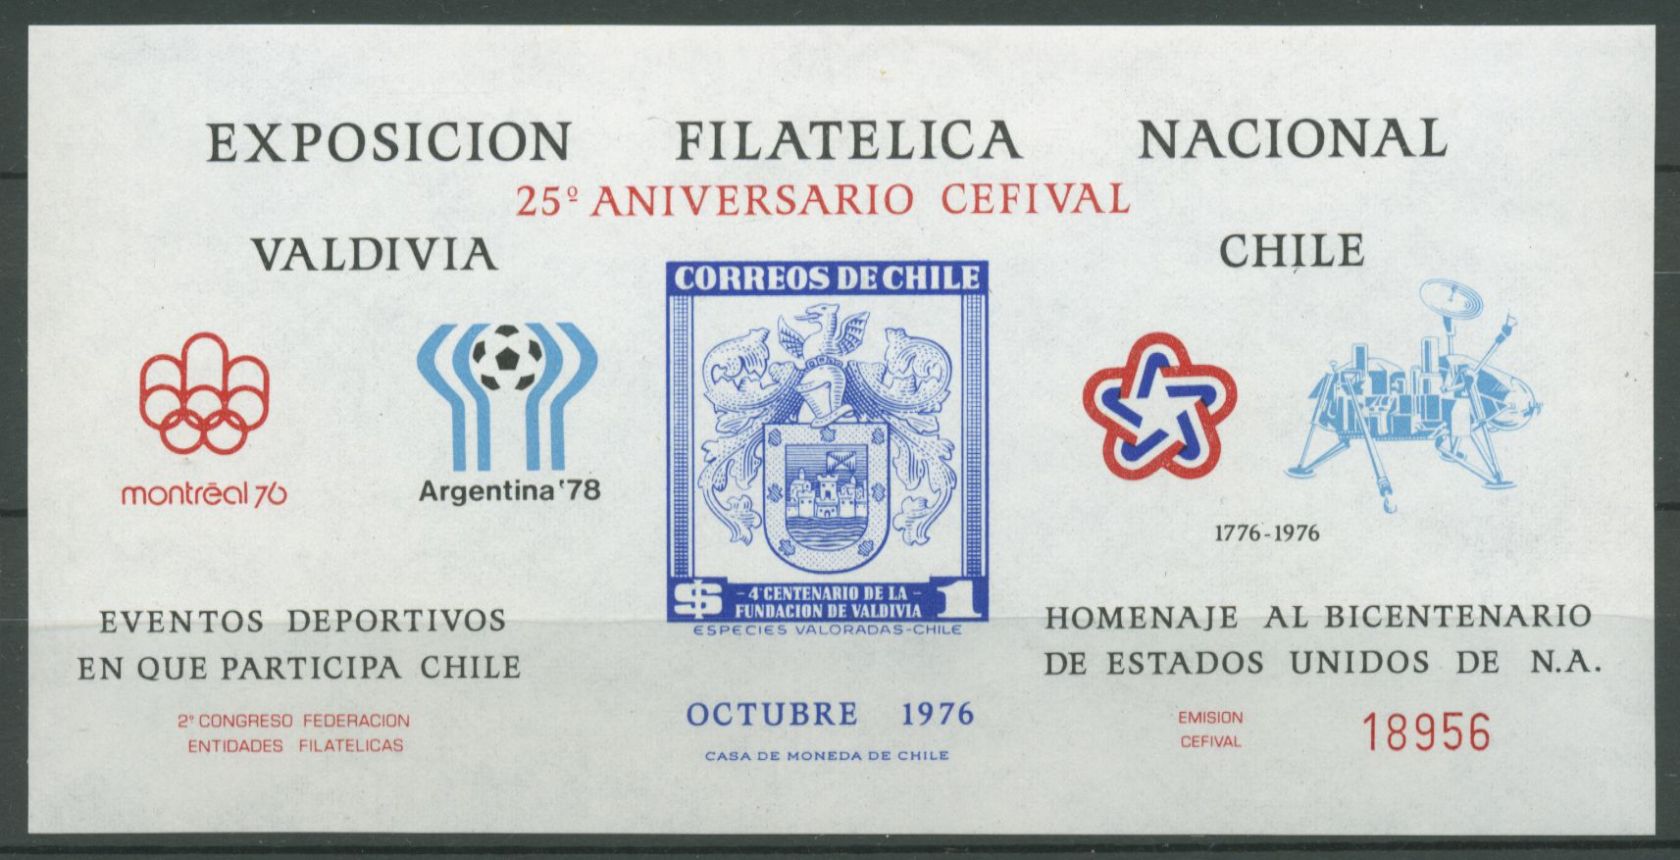 EXPOSICION FILATELICA NACIONAL
25º ANIVERSARIO CEFIVAL
VALDIVIA
CHILE
CORREOS DE CHILE
montréal 76
Argentina '78
1776-1976
$ - 4º CENTENARIO DE LA - 1
FUNDACION DE VALDIVIA
ESPECIES VALORADAS-CHILE
EVENTOS DEPORTIVOS
EN QUE PARTICIPA CHILE
HOMENAJE AL BICENTENARIO
DE ESTADOS UNIDOS DE N.A.
2º CONGRESO FEDERACION
ENTIDADES FILATELICAS
OCTUBRE 1976
CASA DE MONEDA DE CHILE
EMISION
CEFIVAL
18956